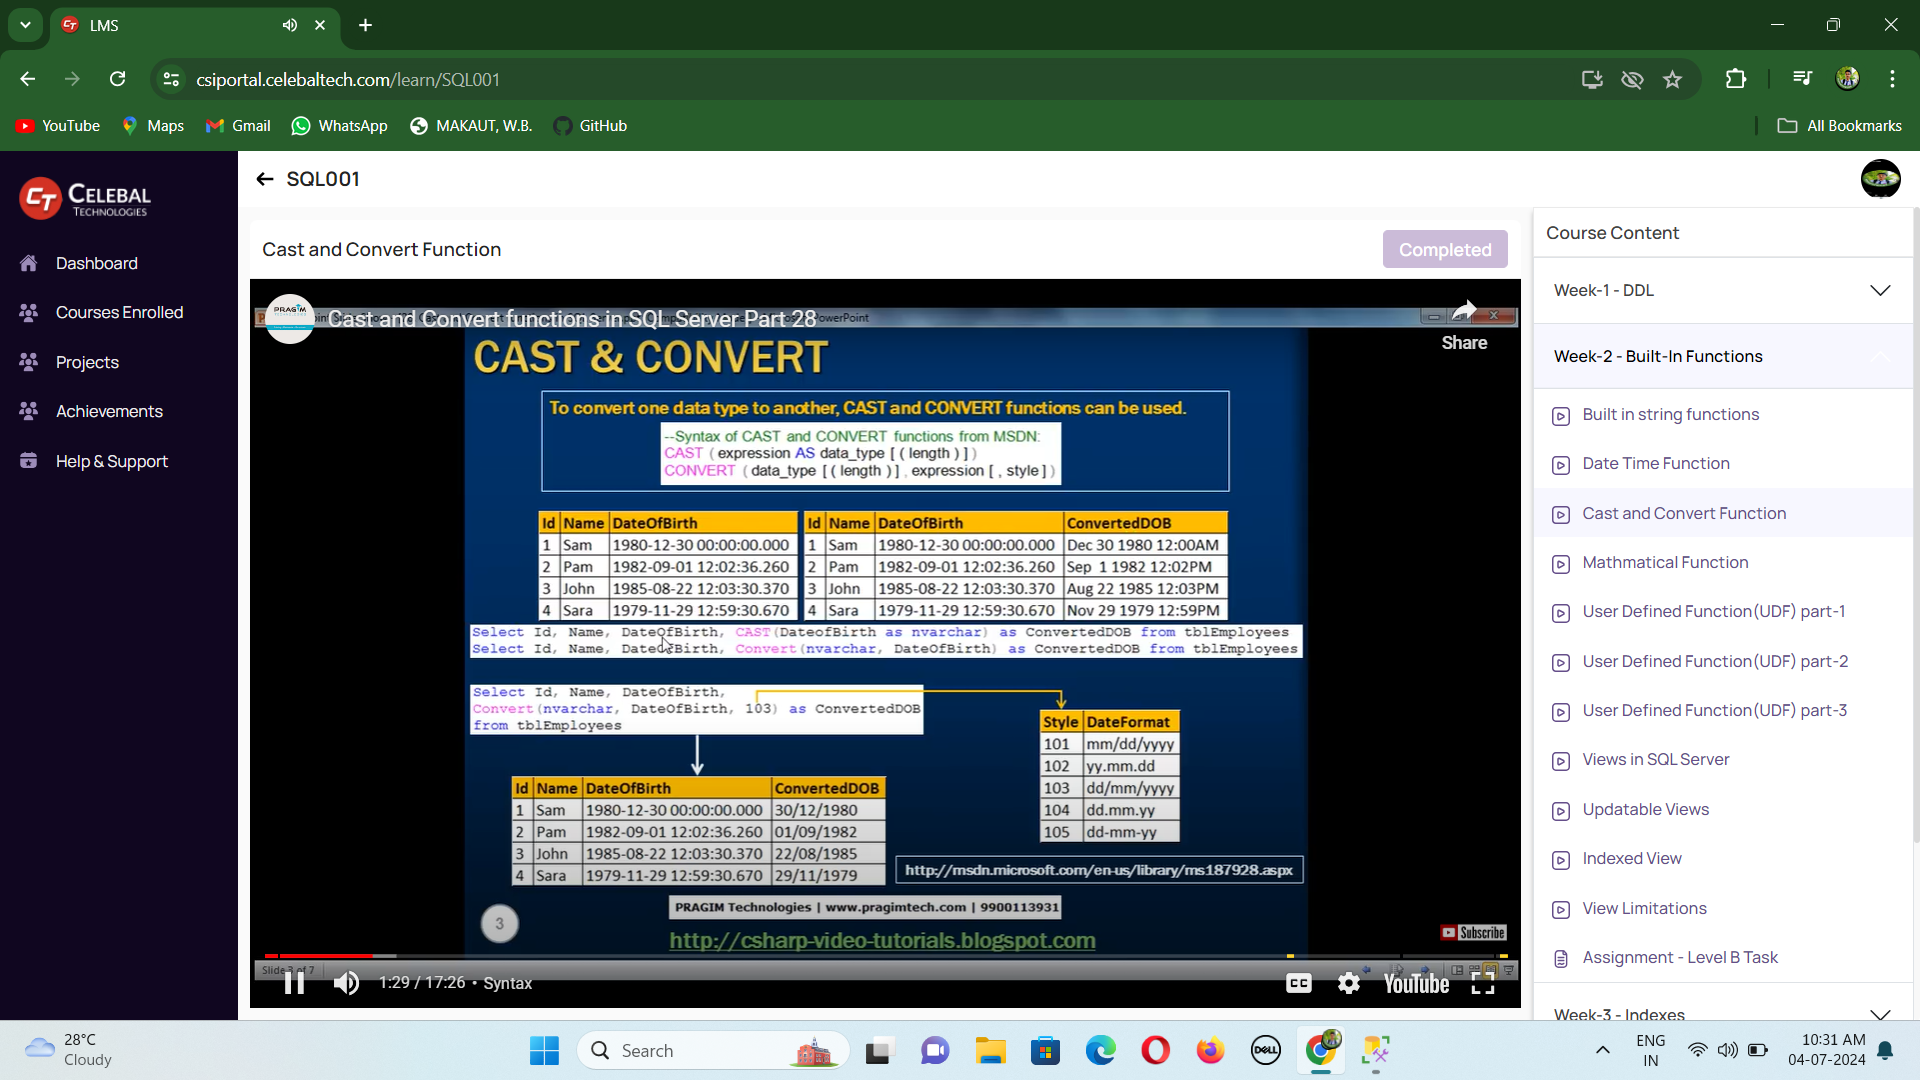 LMS
csiportal.celebaltech.com/learn/SQL001
YouTube
Maps
Gmail
WhatsApp
MAKAUT, W.B.
GitHub
All Bookmarks
CELEBAL
TECHNOLOGIES
SQL001
Dashboard
Courses Enrolled
Projects
Achievements
Help & Support
Cast and Convert Function
Completed
PRAGIM
Cast and Convert functions in SQL Server Part 28
PowerPoint
Share
CAST & CONVERT
To convert one data type to another, CAST and CONVERT functions can be used.
--Syntax of CAST and CONVERT functions from MSDN:
CAST ( expression AS data_type [ ( length ) ] )
CONVERT ( data_type [ ( length ) ] , expression [ , style ] )
Id Name DateOfBirth
1 Sam 1980-12-30 00:00:00.000
2 Pam 1982-09-01 12:02:36.260
3 John 1985-08-22 12:03:30.370
4 Sara 1979-11-29 12:59:30.670
Id Name DateOfBirth ConvertedDOB
1 Sam 1980-12-30 00:00:00.000 Dec 30 1980 12:00AM
2 Pam 1982-09-01 12:02:36.260 Sep 1 1982 12:02PM
3 John 1985-08-22 12:03:30.370 Aug 22 1985 12:03PM
4 Sara 1979-11-29 12:59:30.670 Nov 29 1979 12:59PM
Select Id, Name, DateOfBirth, CAST(DateofBirth as nvarchar) as ConvertedDOB from tblEmployees
Select Id, Name, DateOfBirth, Convert(nvarchar, DateOfBirth) as ConvertedDOB from tblEmployees
Select Id, Name, DateOfBirth,
Convert(nvarchar, DateOfBirth, 103) as ConvertedDOB
from tblEmployees
Style DateFormat
101 mm/dd/yyyy
102 yy.mm.dd
103 dd/mm/yyyy
104 dd.mm.yy
105 dd-mm-yy
Id Name DateOfBirth ConvertedDOB
1 Sam 1980-12-30 00:00:00.000 30/12/1980
2 Pam 1982-09-01 12:02:36.260 01/09/1982
3 John 1985-08-22 12:03:30.370 22/08/1985
4 Sara 1979-11-29 12:59:30.670 29/11/1979
http://msdn.microsoft.com/en-us/library/ms187928.aspx
PRAGIM Technologies | www.pragimtech.com | 9900113931
3
http://csharp-video-tutorials.blogspot.com
Subscribe
Slide 3 of 7
1:29 / 17:26 • Syntax
CC
YouTube
Course Content
Week-1 - DDL
Week-2 - Built-In Functions
Built in string functions
Date Time Function
Cast and Convert Function
Mathmatical Function
User Defined Function(UDF) part-1
User Defined Function(UDF) part-2
User Defined Function(UDF) part-3
Views in SQL Server
Updatable Views
Indexed View
View Limitations
Assignment - Level B Task
Week-3 - Indexes
28°C
Cloudy
Search
DELL
ENG
IN
10:31 AM
04-07-2024